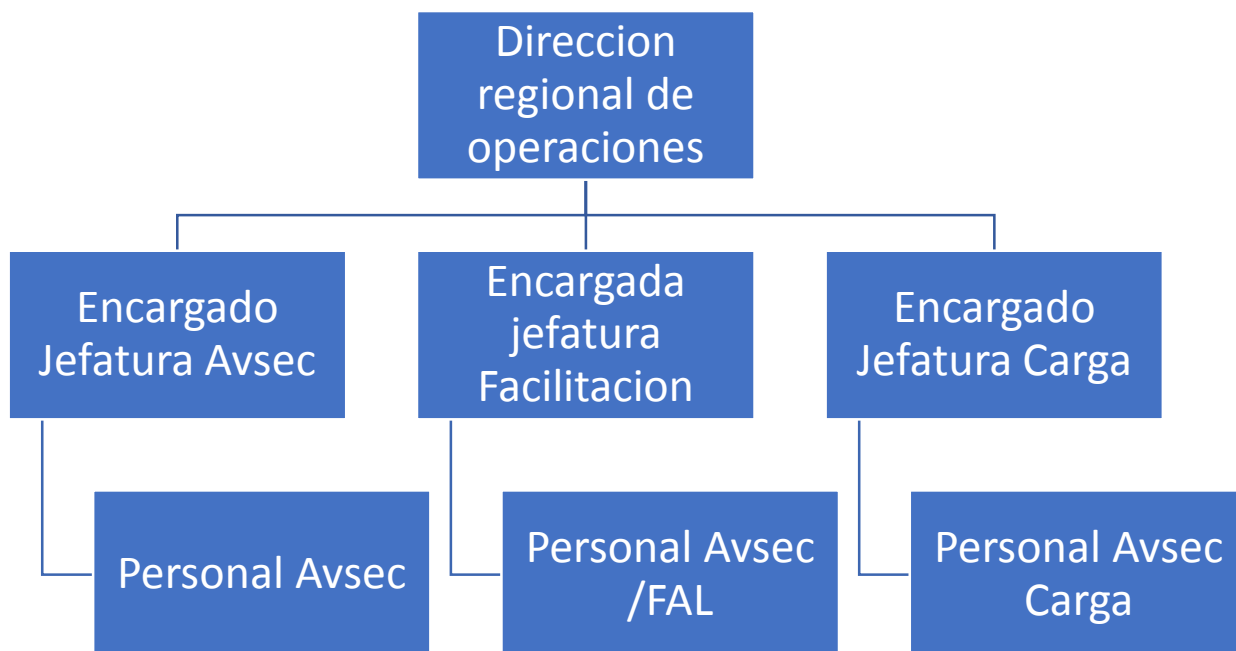 Direccion
regional de
operaciones
Encargado
Jefatura Avsec
Encargada
jefatura
Facilitacion
Encargado
Jefatura Carga
Personal Avsec
Personal Avsec
/FAL
Personal Avsec
Carga